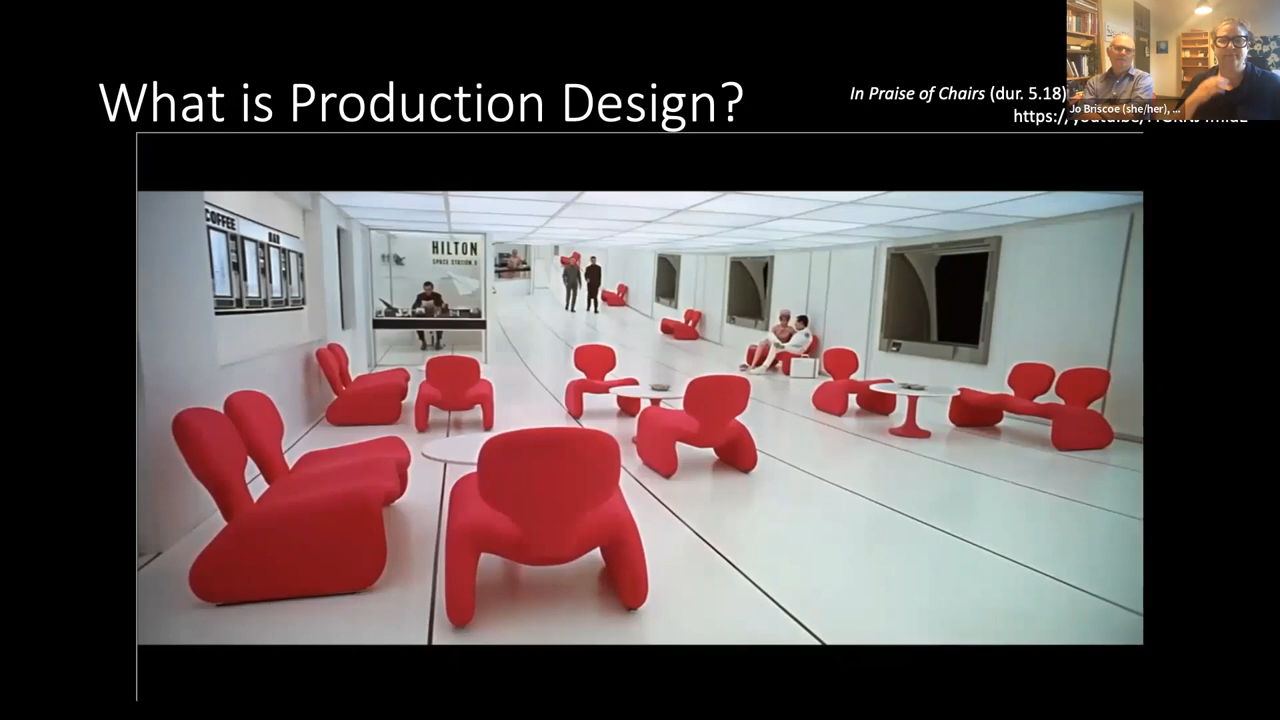 What is Production Design?
In Praise of Chairs (dur. 5.18)
https:/
Jo Briscoe (she/her), ...
COFFEE
BAR
HILTON
SPACE STATION 5